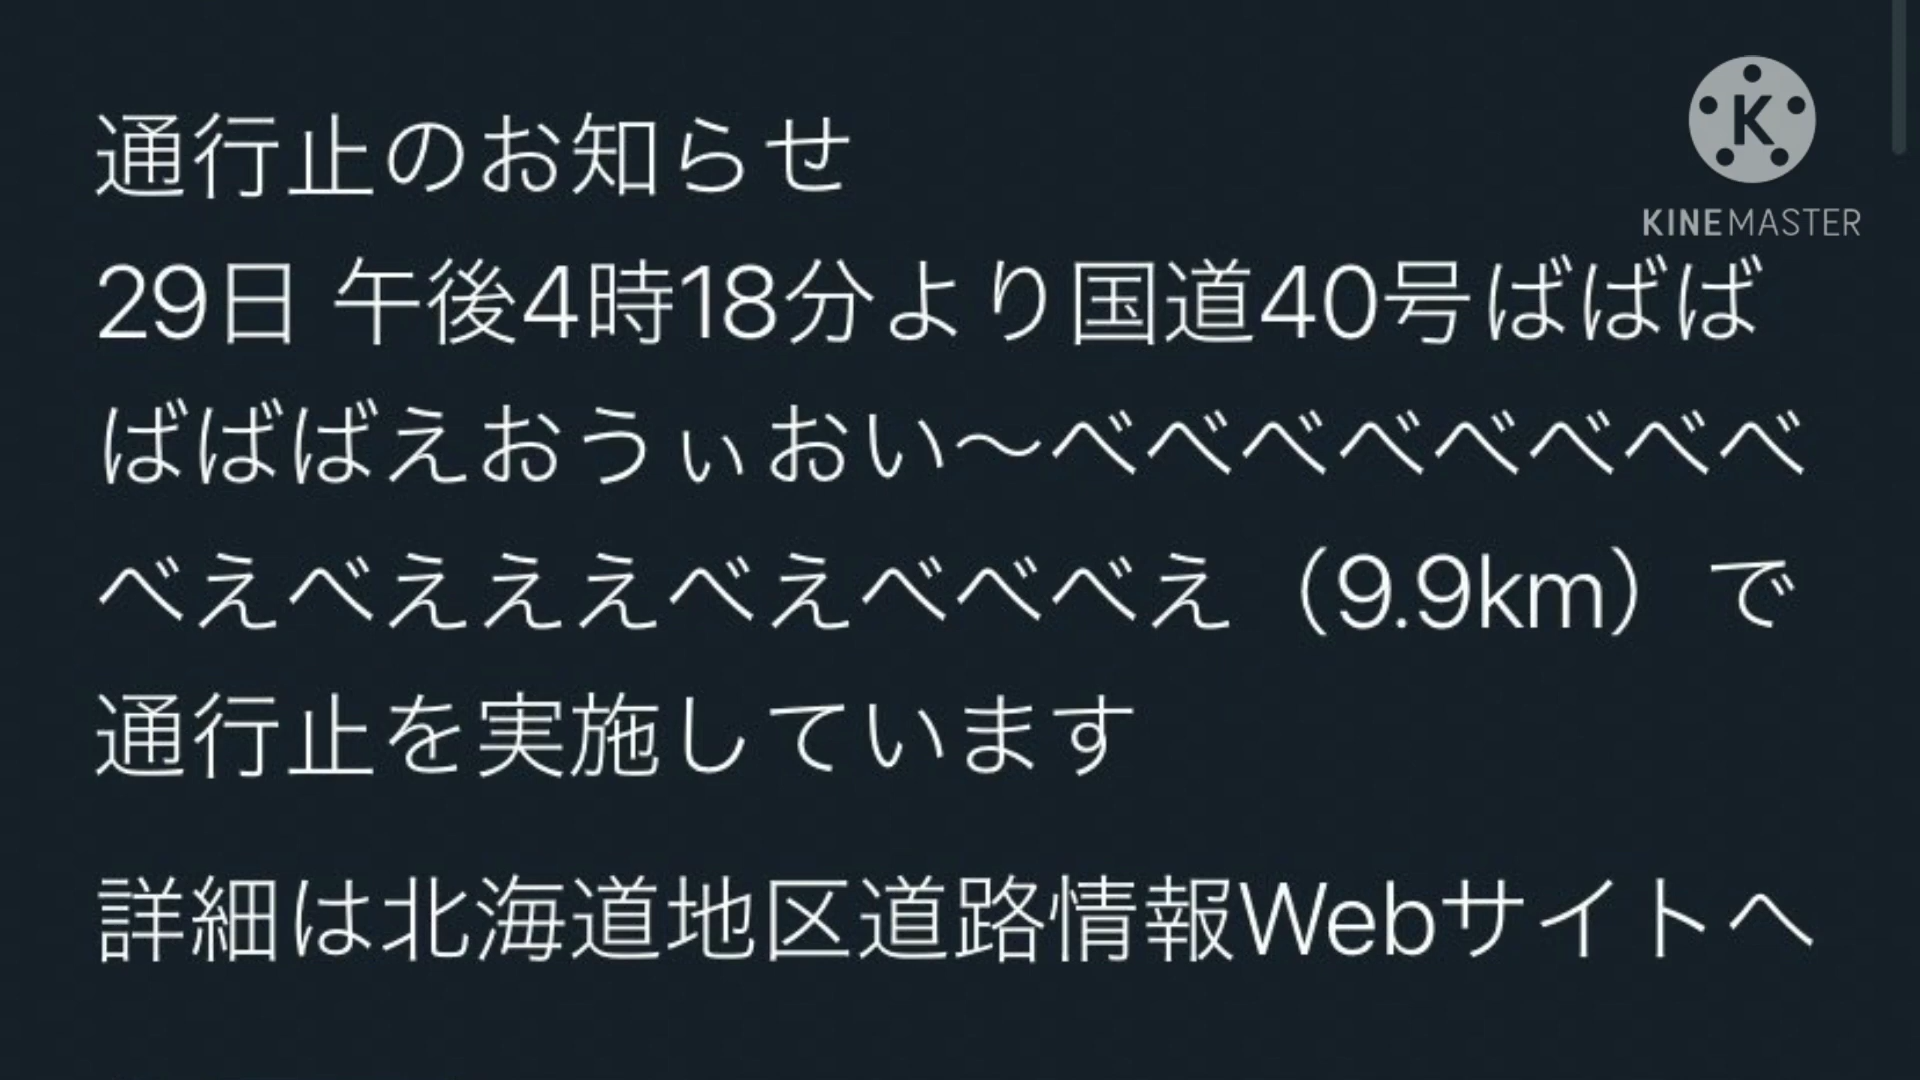 通行止のお知らせ
29日 午後4時18分より国道40号ばばば
ばばばえおうぃおい〜べべべべべべべべ
べえべえええべえべべべえ（9.9km）で
通行止を実施しています
詳細は北海道地区道路情報Webサイトへ
K
KINEMASTER